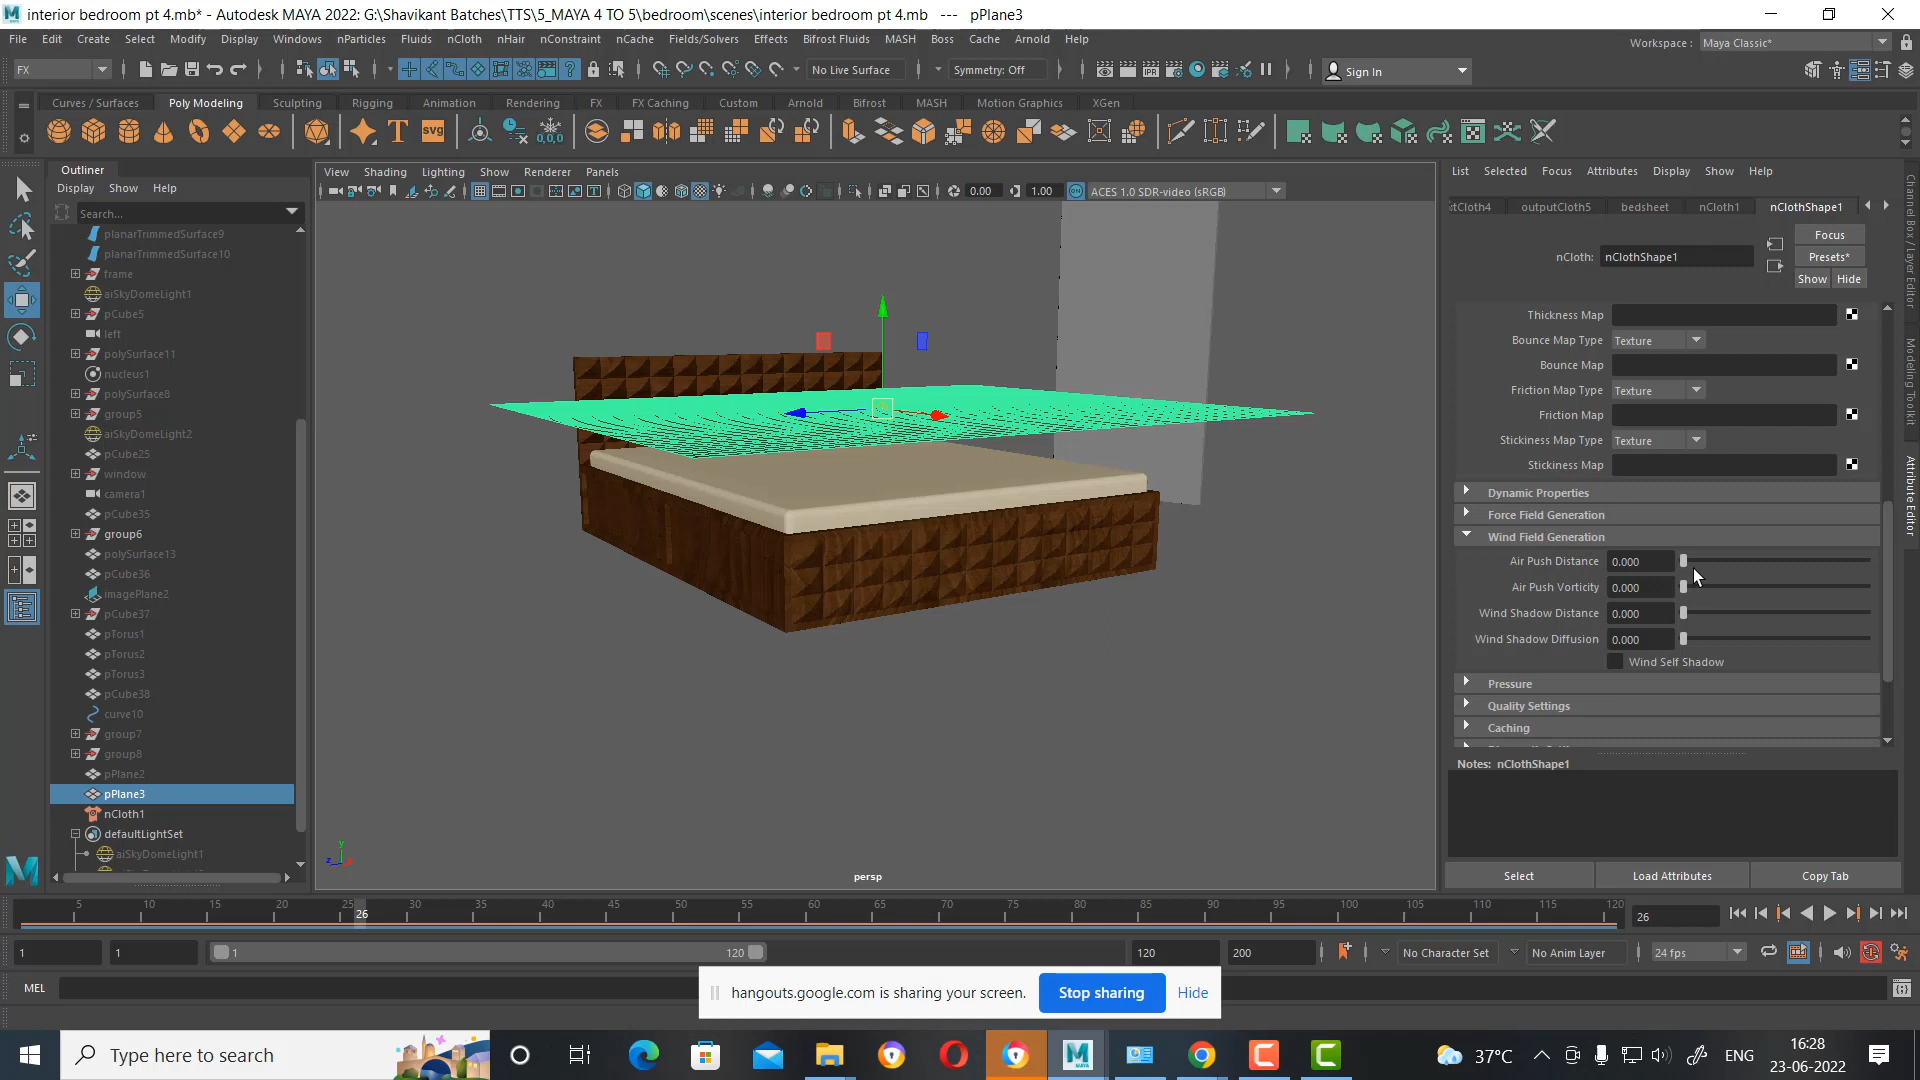 interior bedroom pt 4.mb* - Autodesk MAYA 2022: G:\Shavikant Batches\TTS\5_MAYA 4 TO 5\bedroom\scenes\interior bedroom pt 4.mb --- pPlane3
File Edit Create Select Modify Display Windows nParticles Fluids nCloth nHair nConstraint nCache Fields/Solvers Effects Bifrost Fluids MASH Boss Cache Arnold Help
Workspace : Maya Classic*
FX No Live Surface Symmetry: Off Sign In
Curves / Surfaces Poly Modeling Sculpting Rigging Animation Rendering FX FX Caching Custom Arnold Bifrost MASH Motion Graphics XGen
T svg 0,0,0
Outliner
Display Show Help
Search...
planarTrimmedSurface9
planarTrimmedSurface10
frame
aiSkyDomeLight1
pCube5
left
polySurface11
nucleus1
polySurface8
group5
aiSkyDomeLight2
pCube25
window
camera1
pCube35
group6
polySurface13
pCube36
imagePlane2
pCube37
pTorus1
pTorus2
pTorus3
pCube38
curve10
group7
group8
pPlane2
pPlane3
nCloth1
defaultLightSet
aiSkyDomeLight1
View Shading Lighting Show Renderer Panels
0.00 1.00 ACES 1.0 SDR-video (sRGB)
persp
y
z
List Selected Focus Attributes Display Show Help
tCloth4 outputCloth5 bedsheet nCloth1 nClothShape1
nCloth: nClothShape1
Focus
Presets*
Show Hide
Thickness Map
Bounce Map Type Texture
Bounce Map
Friction Map Type Texture
Friction Map
Stickiness Map Type Texture
Stickiness Map
Dynamic Properties
Force Field Generation
Wind Field Generation
Air Push Distance 0.000
Air Push Vorticity 0.000
Wind Shadow Distance 0.000
Wind Shadow Diffusion 0.000
Wind Self Shadow
Pressure
Quality Settings
Caching
Notes: nClothShape1
Select Load Attributes Copy Tab
Channel Box / Layer Editor
Modeling Toolkit
Attribute Editor
5 10 15 20 25 30 35 40 45 50 55 60 65 70 75 80 85 90 95 100 105 110 115 120
26
26
1 1 1 120 120 200 No Character Set No Anim Layer 24 fps
MEL
hangouts.google.com is sharing your screen. Stop sharing Hide
Type here to search
37°C ENG
16:28
23-06-2022